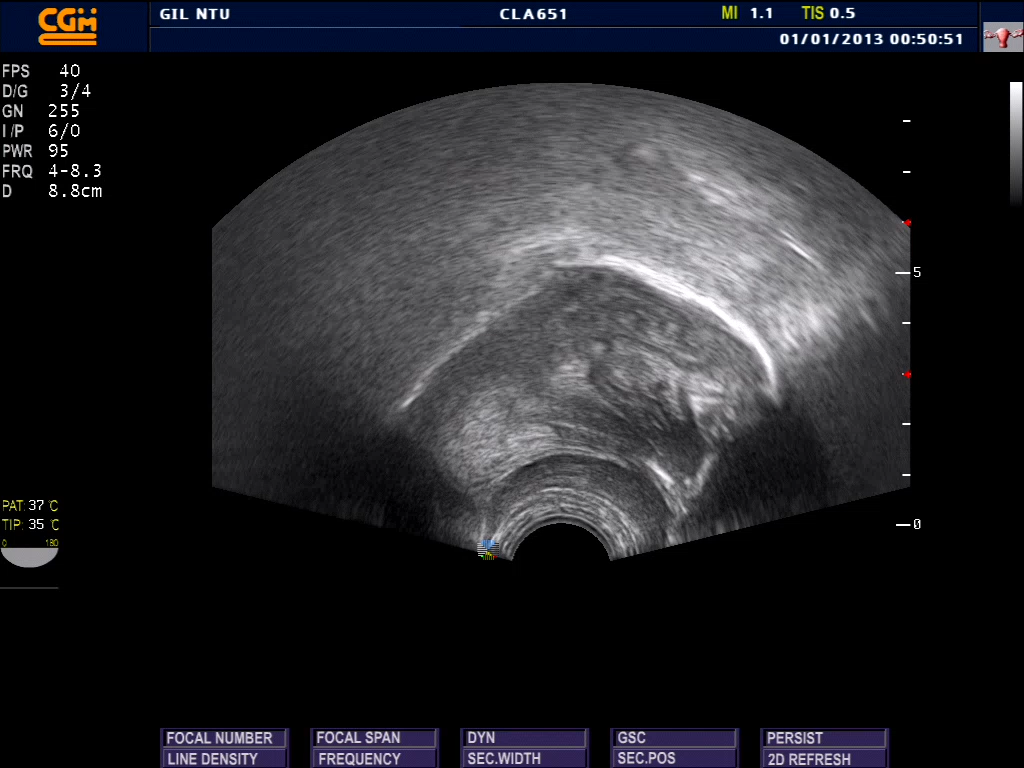 CGM
GIL NTU CLA651 MI 1.1 TIS 0.5
01/01/2013 00:50:51
FPS 40
D/G 3/4
GN 255
I/P 6/0
PWR 95
FRQ 4-8.3
D 8.8cm
5
PAT: 37 °C
TIP: 35 °C
0 180
0
FOCAL NUMBER FOCAL SPAN DYN GSC PERSIST
LINE DENSITY FREQUENCY SEC.WIDTH SEC.POS 2D REFRESH